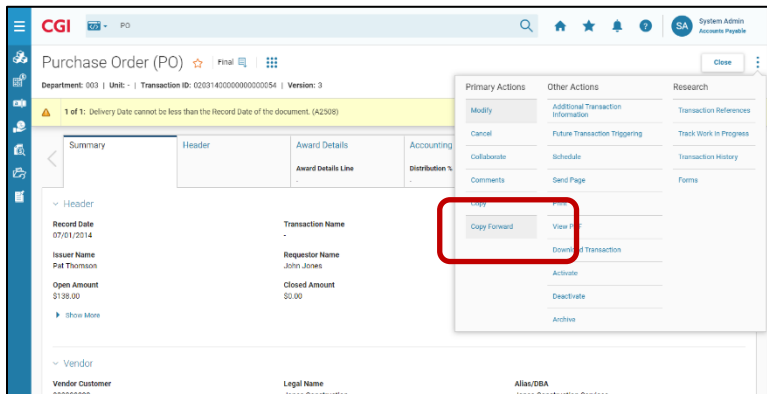 CGI
PO
System Admin
SA
Accounts Payable
Purchase Order (PO)
Final
Close
Department: 003 | Unit: - | Transaction ID: 02031400000000000054 | Version: 3
1 of 1: Delivery Date cannot be less than the Record Date of the document. (A2508)
Summary
Header
Award Details
Award Details Line
-
Accounting
Distribution %
-
Header
Record Date
07/01/2014
Transaction Name
-
Issuer Name
Pat Thomson
Requestor Name
John Jones
Open Amount
$138.00
Closed Amount
$0.00
Show More
Vendor
Vendor Customer
Legal Name
Alias/DBA
Primary Actions
Modify
Cancel
Collaborate
Comments
Copy
Copy Forward
Other Actions
Additional Transaction
Information
Future Transaction Triggering
Schedule
Send Page
Print
View
Download Transaction
Activate
Deactivate
Archive
Research
Transaction References
Track Work in Progress
Transaction History
Forms